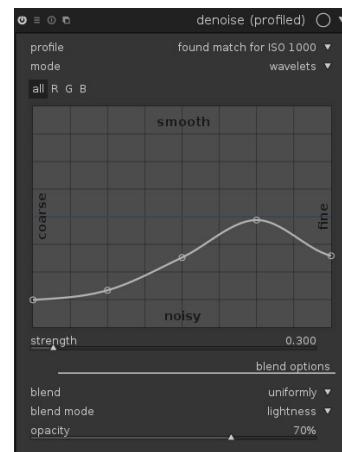 denoise (profiled)
profile found match for ISO 1000
mode wavelets
all R G B
smooth
coarse
fine
noisy
strength 0.300
blend options
blend uniformly
blend mode lightness
opacity 70%